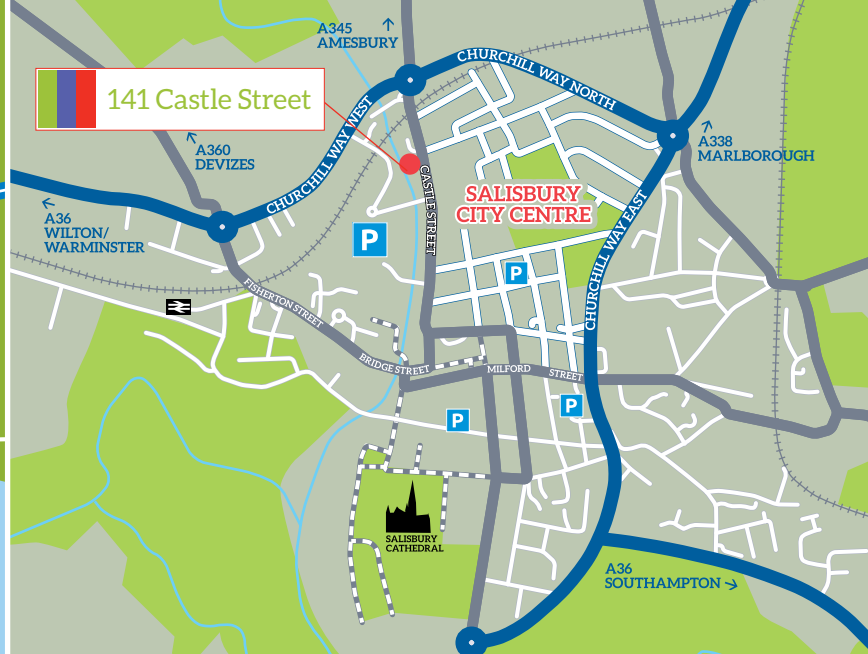 A345
AMESBURY
CHURCHILL WAY NORTH
141 Castle Street
CHURCHILL WAY WEST
A360
DEVIZES
A338
MARLBOROUGH
CASTLE STREET
SALISBURY
CITY CENTRE
A36
WILTON/
WARMINSTER
P
P
CHURCHILL WAY EAST
FISHERTON STREET
BRIDGE STREET
MILFORD STREET
P
P
SALISBURY
CATHEDRAL
A36
SOUTHAMPTON